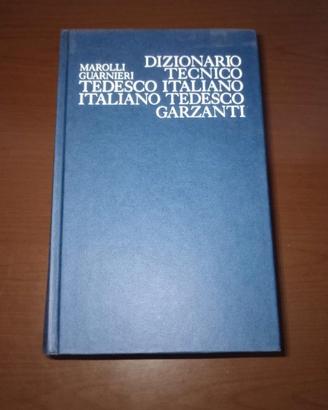 DIZIONARIO
MAROLLI TECNICO
GUARNIERI
TEDESCO ITALIANO
ITALIANO TEDESCO
GARZANTI